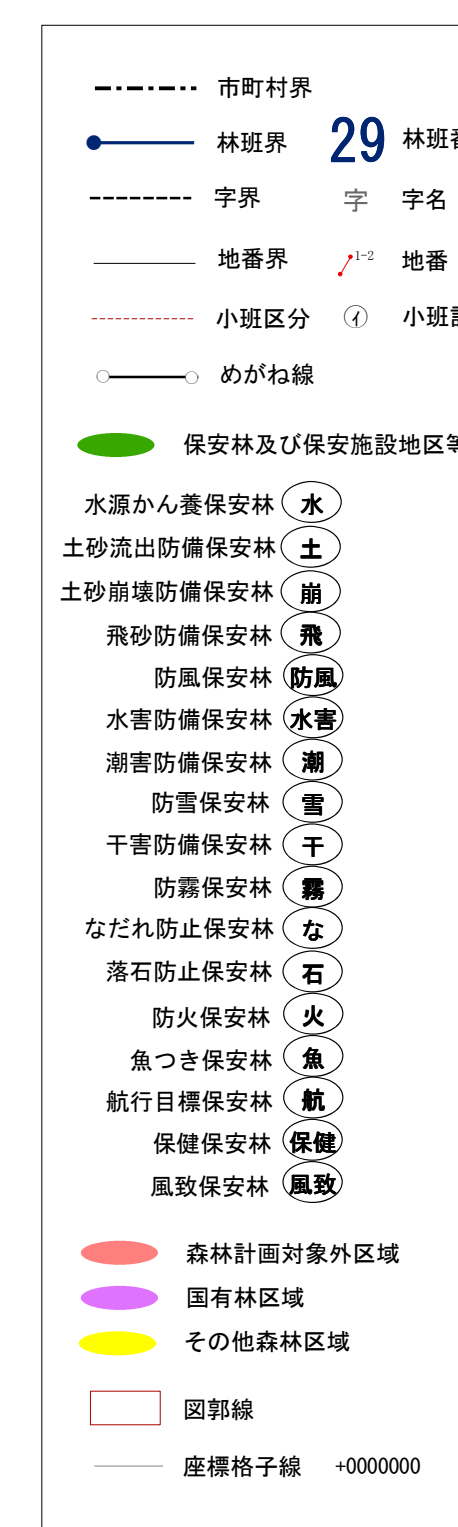 市町村界
林班界 29 林班番
字界 字 字名
地番界 1-2 地番
小班区分 イ 小班記
めがね線
保安林及び保安施設地区等
水源かん養保安林 水
土砂流出防備保安林 土
土砂崩壊防備保安林 崩
飛砂防備保安林 飛
防風保安林 防風
水害防備保安林 水害
潮害防備保安林 潮
防雪保安林 雪
干害防備保安林 干
防霧保安林 霧
なだれ防止保安林 な
落石防止保安林 石
防火保安林 火
魚つき保安林 魚
航行目標保安林 航
保健保安林 保健
風致保安林 風致
森林計画対象外区域
国有林区域
その他森林区域
図郭線
座標格子線 +0000000